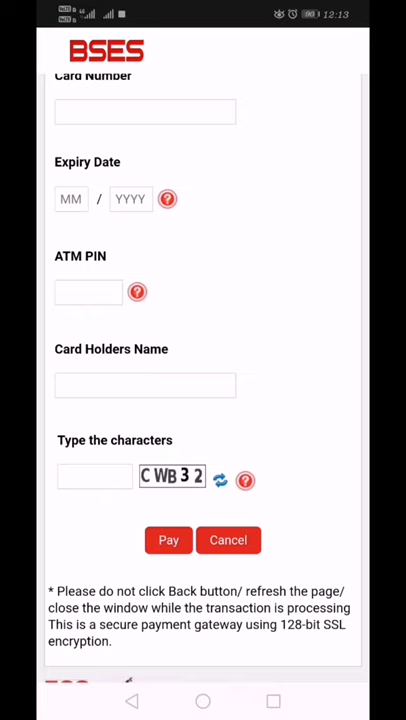 90 12:13
BSES
Card Number
Expiry Date
MM / YYYY ?
ATM PIN
?
Card Holders Name
Type the characters
CWB32 ?
Pay Cancel
* Please do not click Back button/ refresh the page/
close the window while the transaction is processing
This is a secure payment gateway using 128-bit SSL
encryption.